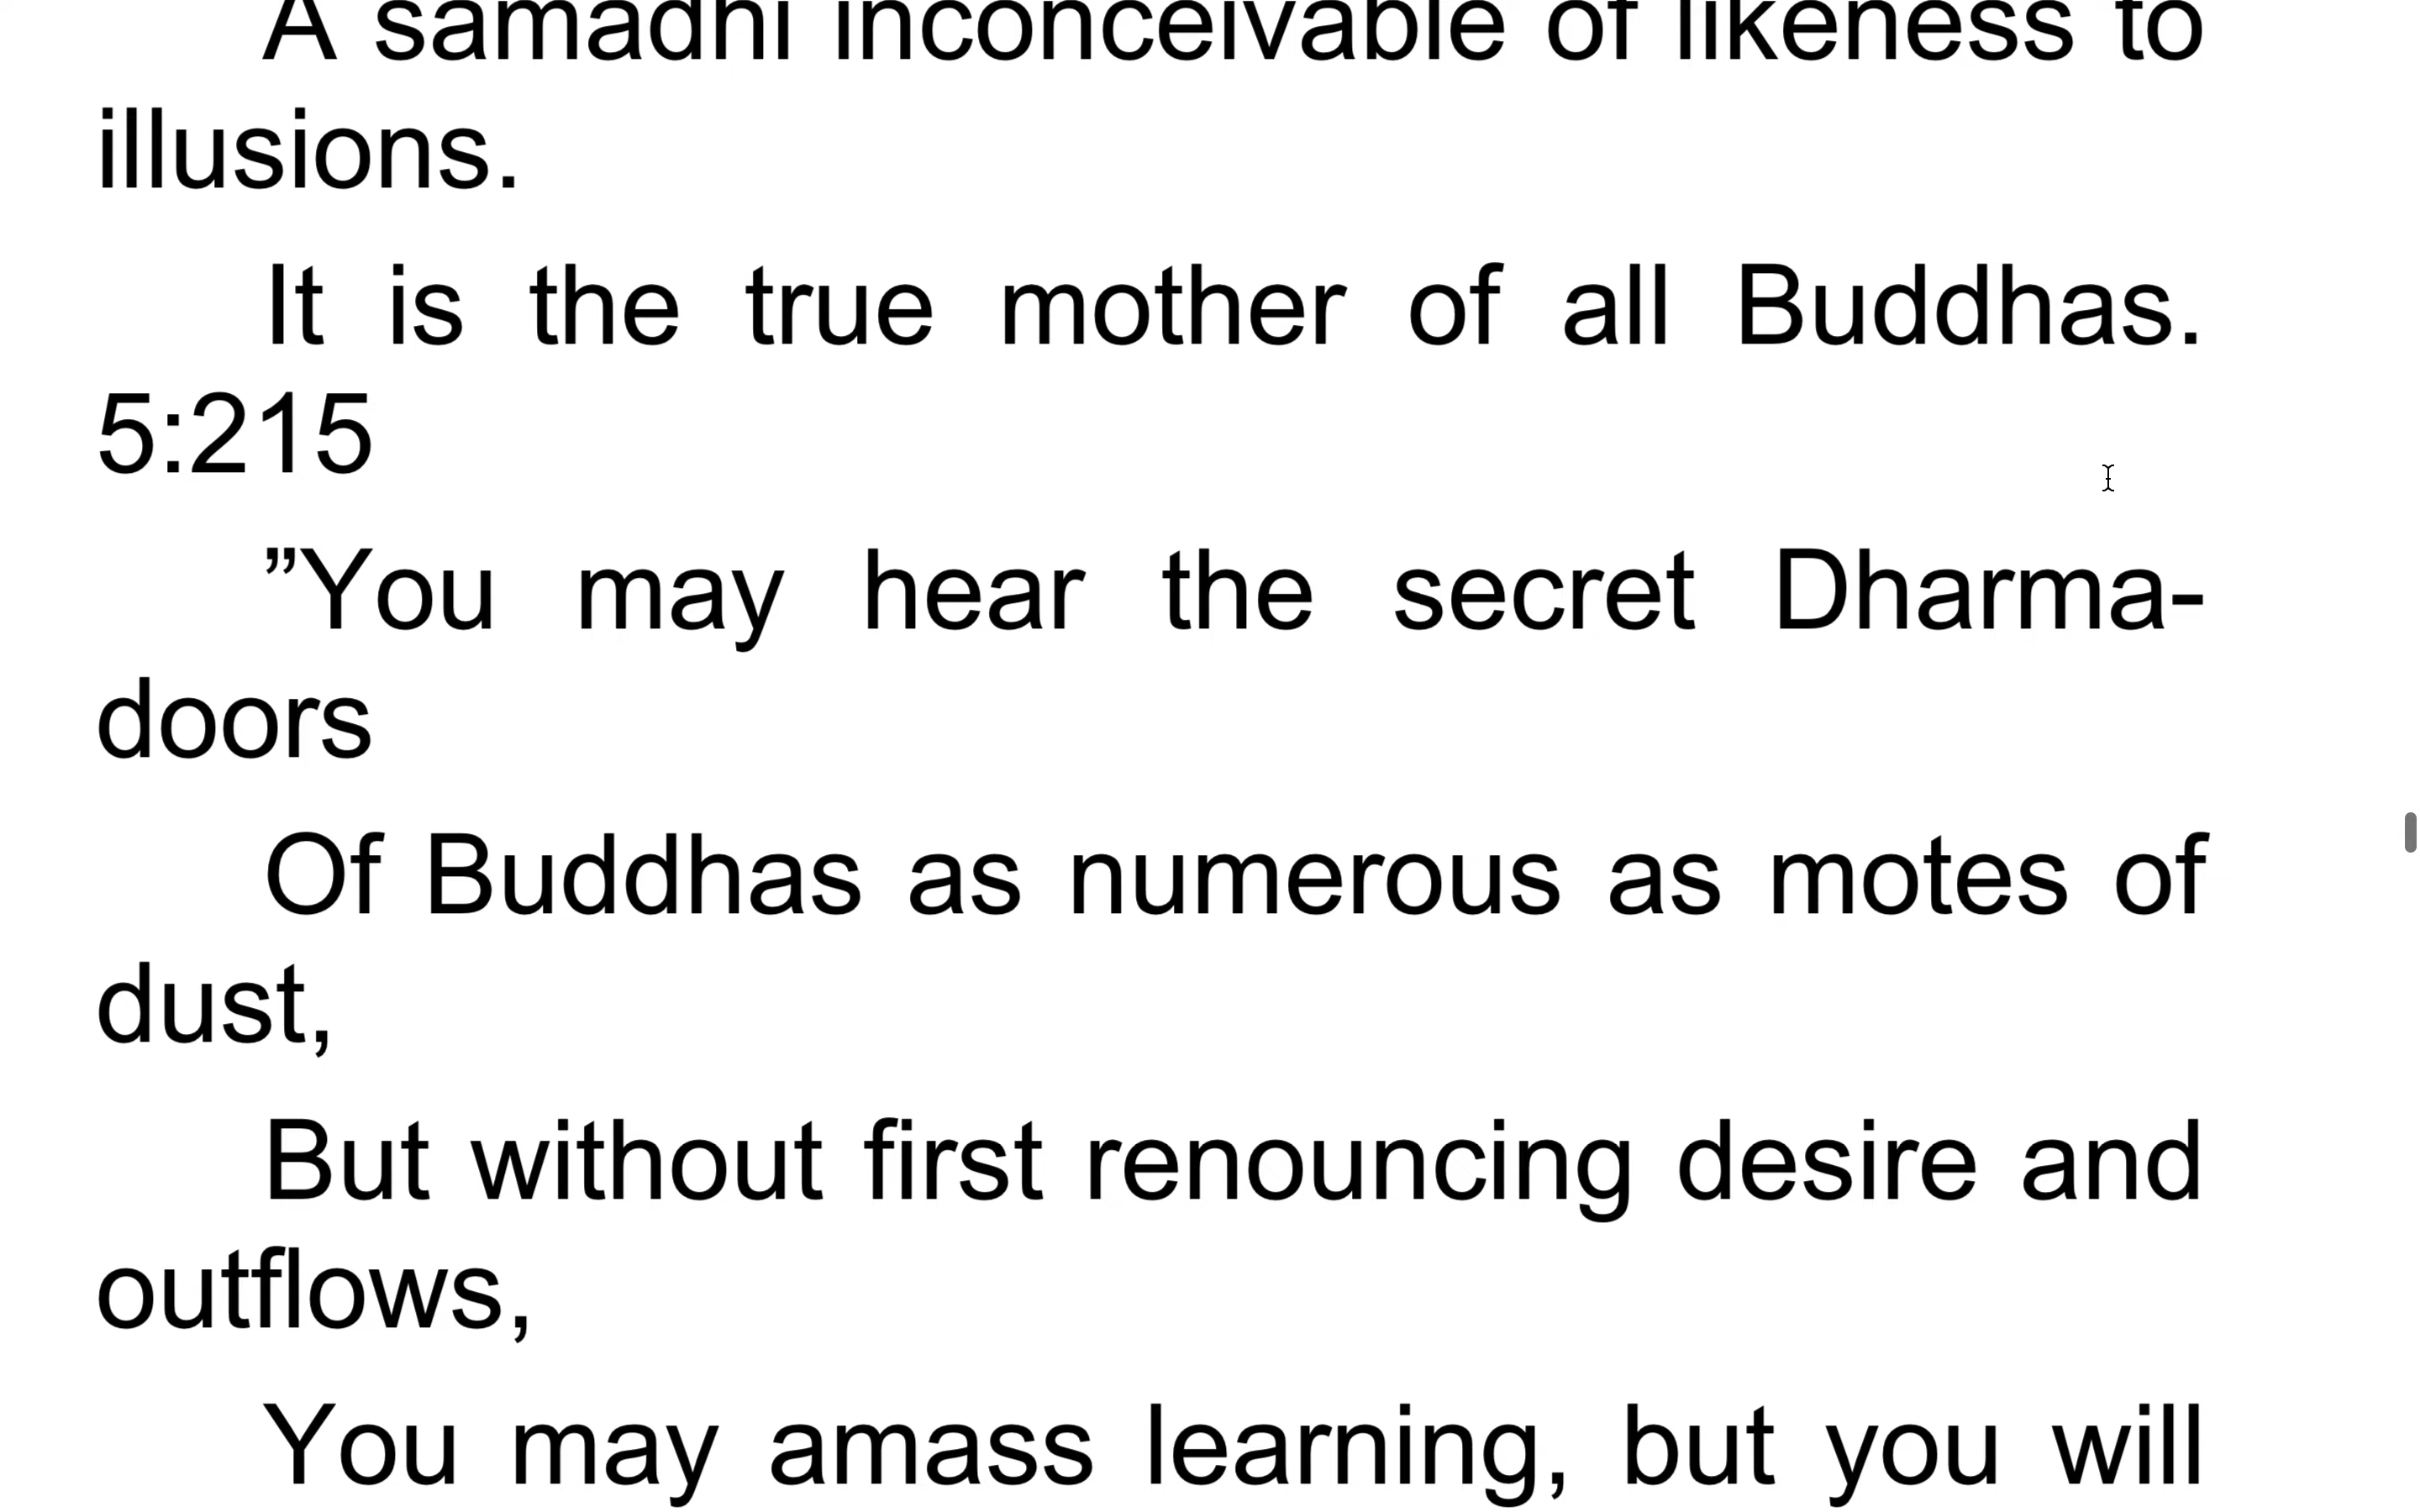 A samadhi inconceivable of likeness to
illusions.
It is the true mother of all Buddhas.
5:215
”You may hear the secret Dharma-
doors
Of Buddhas as numerous as motes of
dust,
But without first renouncing desire and
outflows,
You may amass learning, but you will